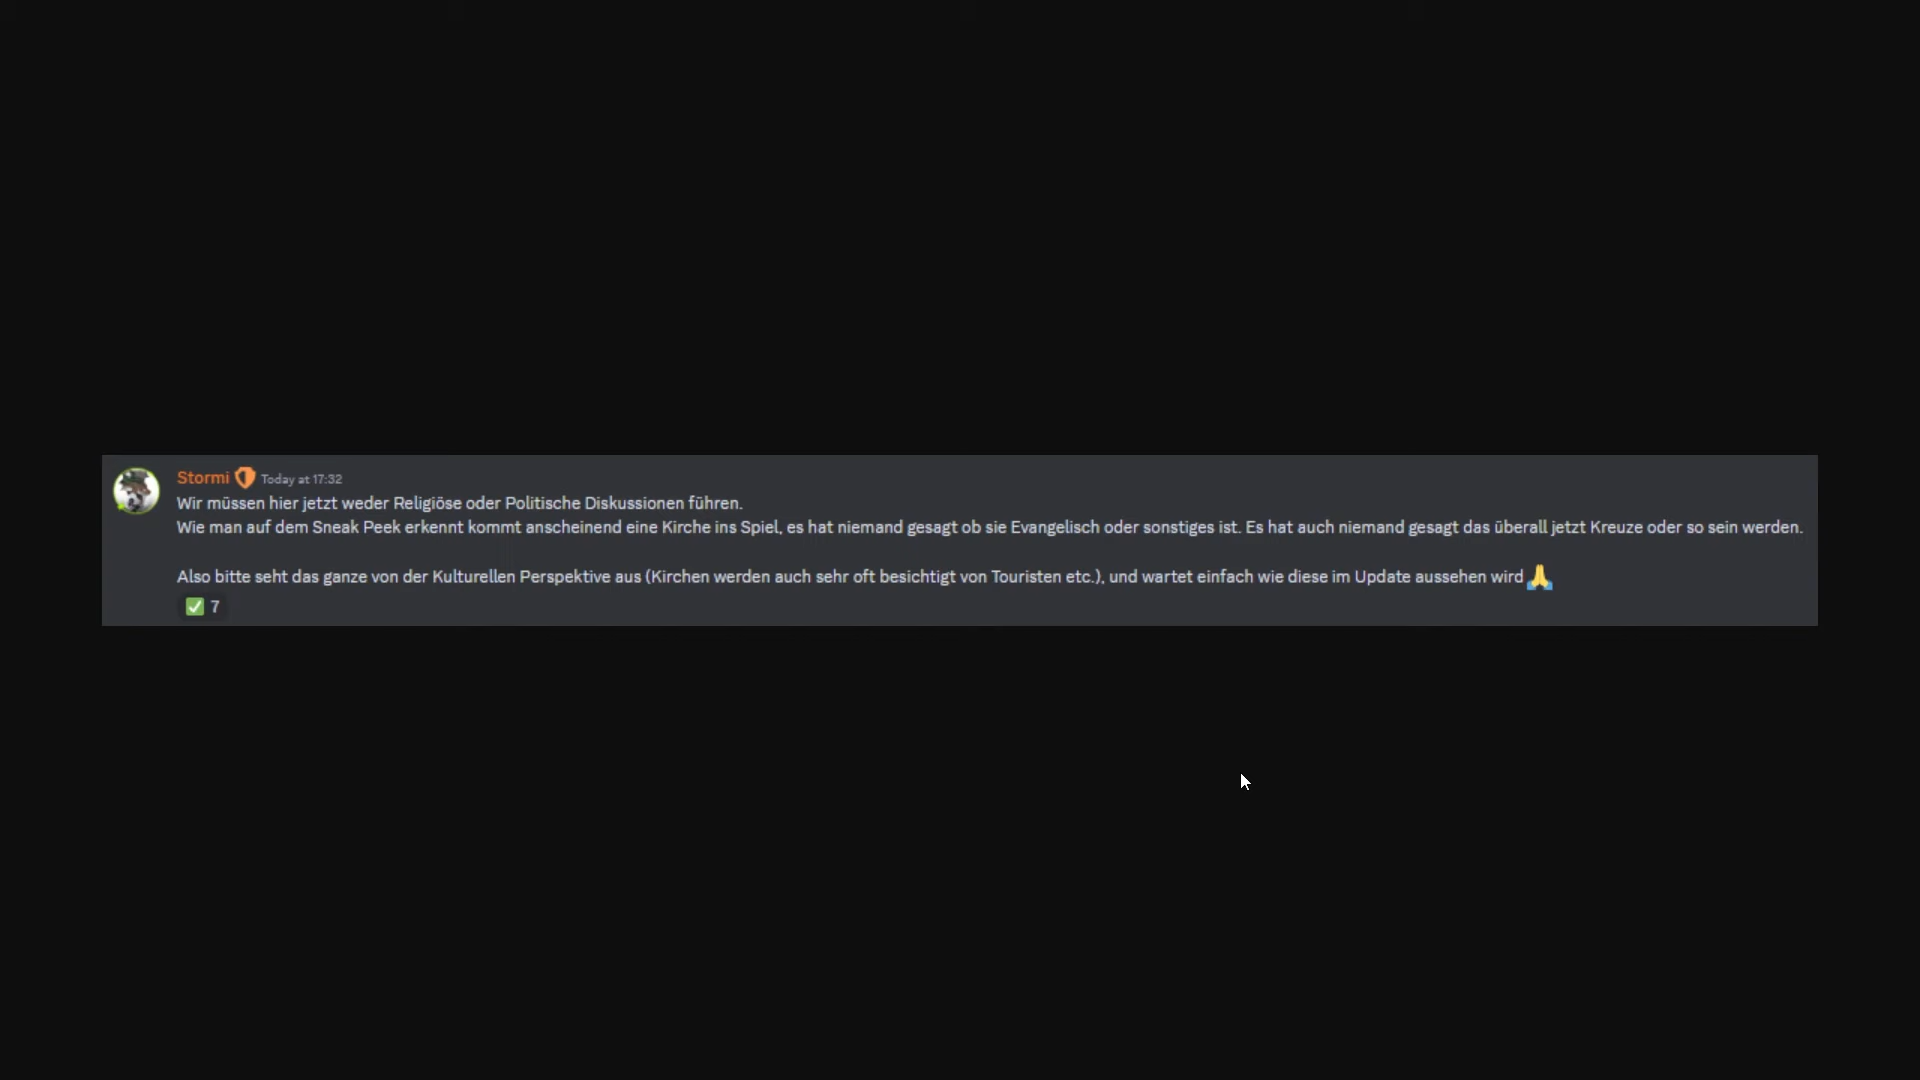 Stormi Today at 17:32
Wir müssen hier jetzt weder Religiöse oder Politische Diskussionen führen.
Wie man auf dem Sneak Peek erkennt kommt anscheinend eine Kirche ins Spiel, es hat niemand gesagt ob sie Evangelisch oder sonstiges ist. Es hat auch niemand gesagt das überall jetzt Kreuze oder so sein werden.
Also bitte seht das ganze von der Kulturellen Perspektive aus (Kirchen werden auch sehr oft besichtigt von Touristen etc.), und wartet einfach wie diese im Update aussehen wird 🙏
✅ 7